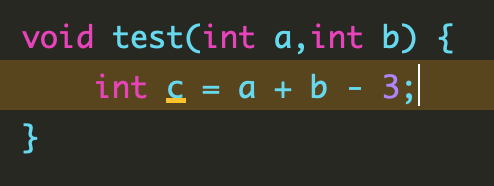 void test(int a,int b) {
    int c = a + b - 3;
}